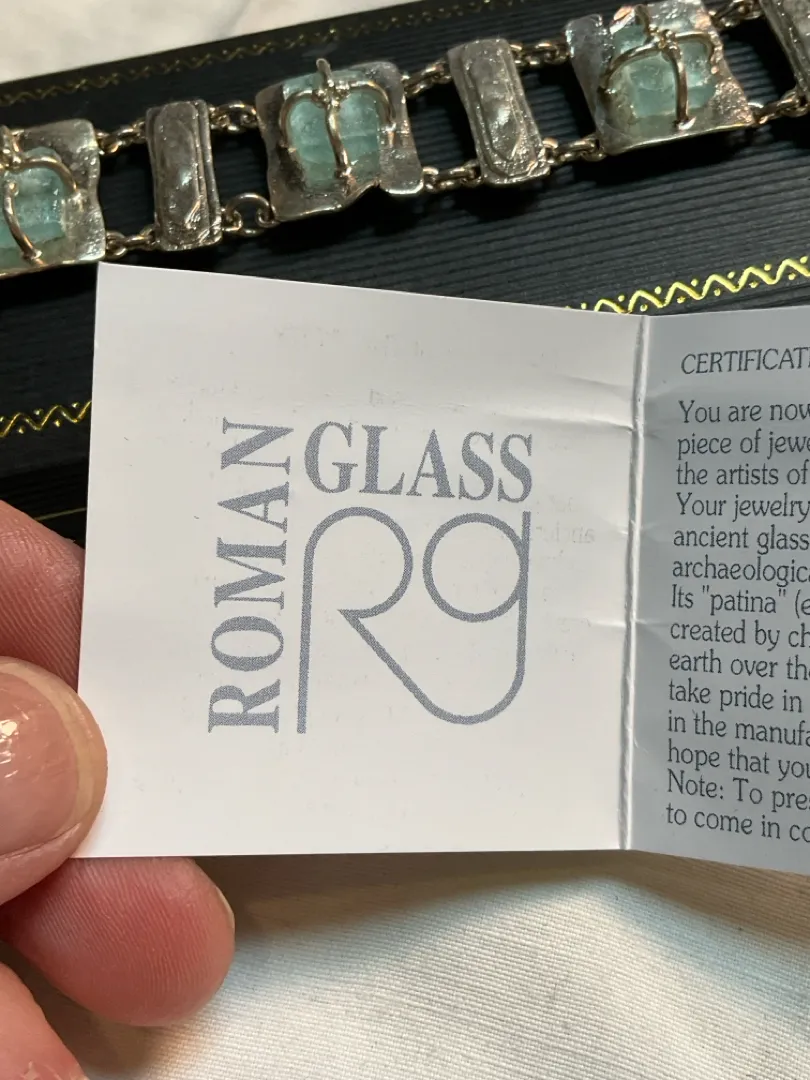 ROMAN
GLASS
Rg
CERTIFICAT
You are now
piece of jew
the artists of
Your jewelry
ancient glass
archaeologica
Its "patina" (e
created by ch
earth over the
take pride in
in the manufa
hope that you
Note: To pres
to come in co